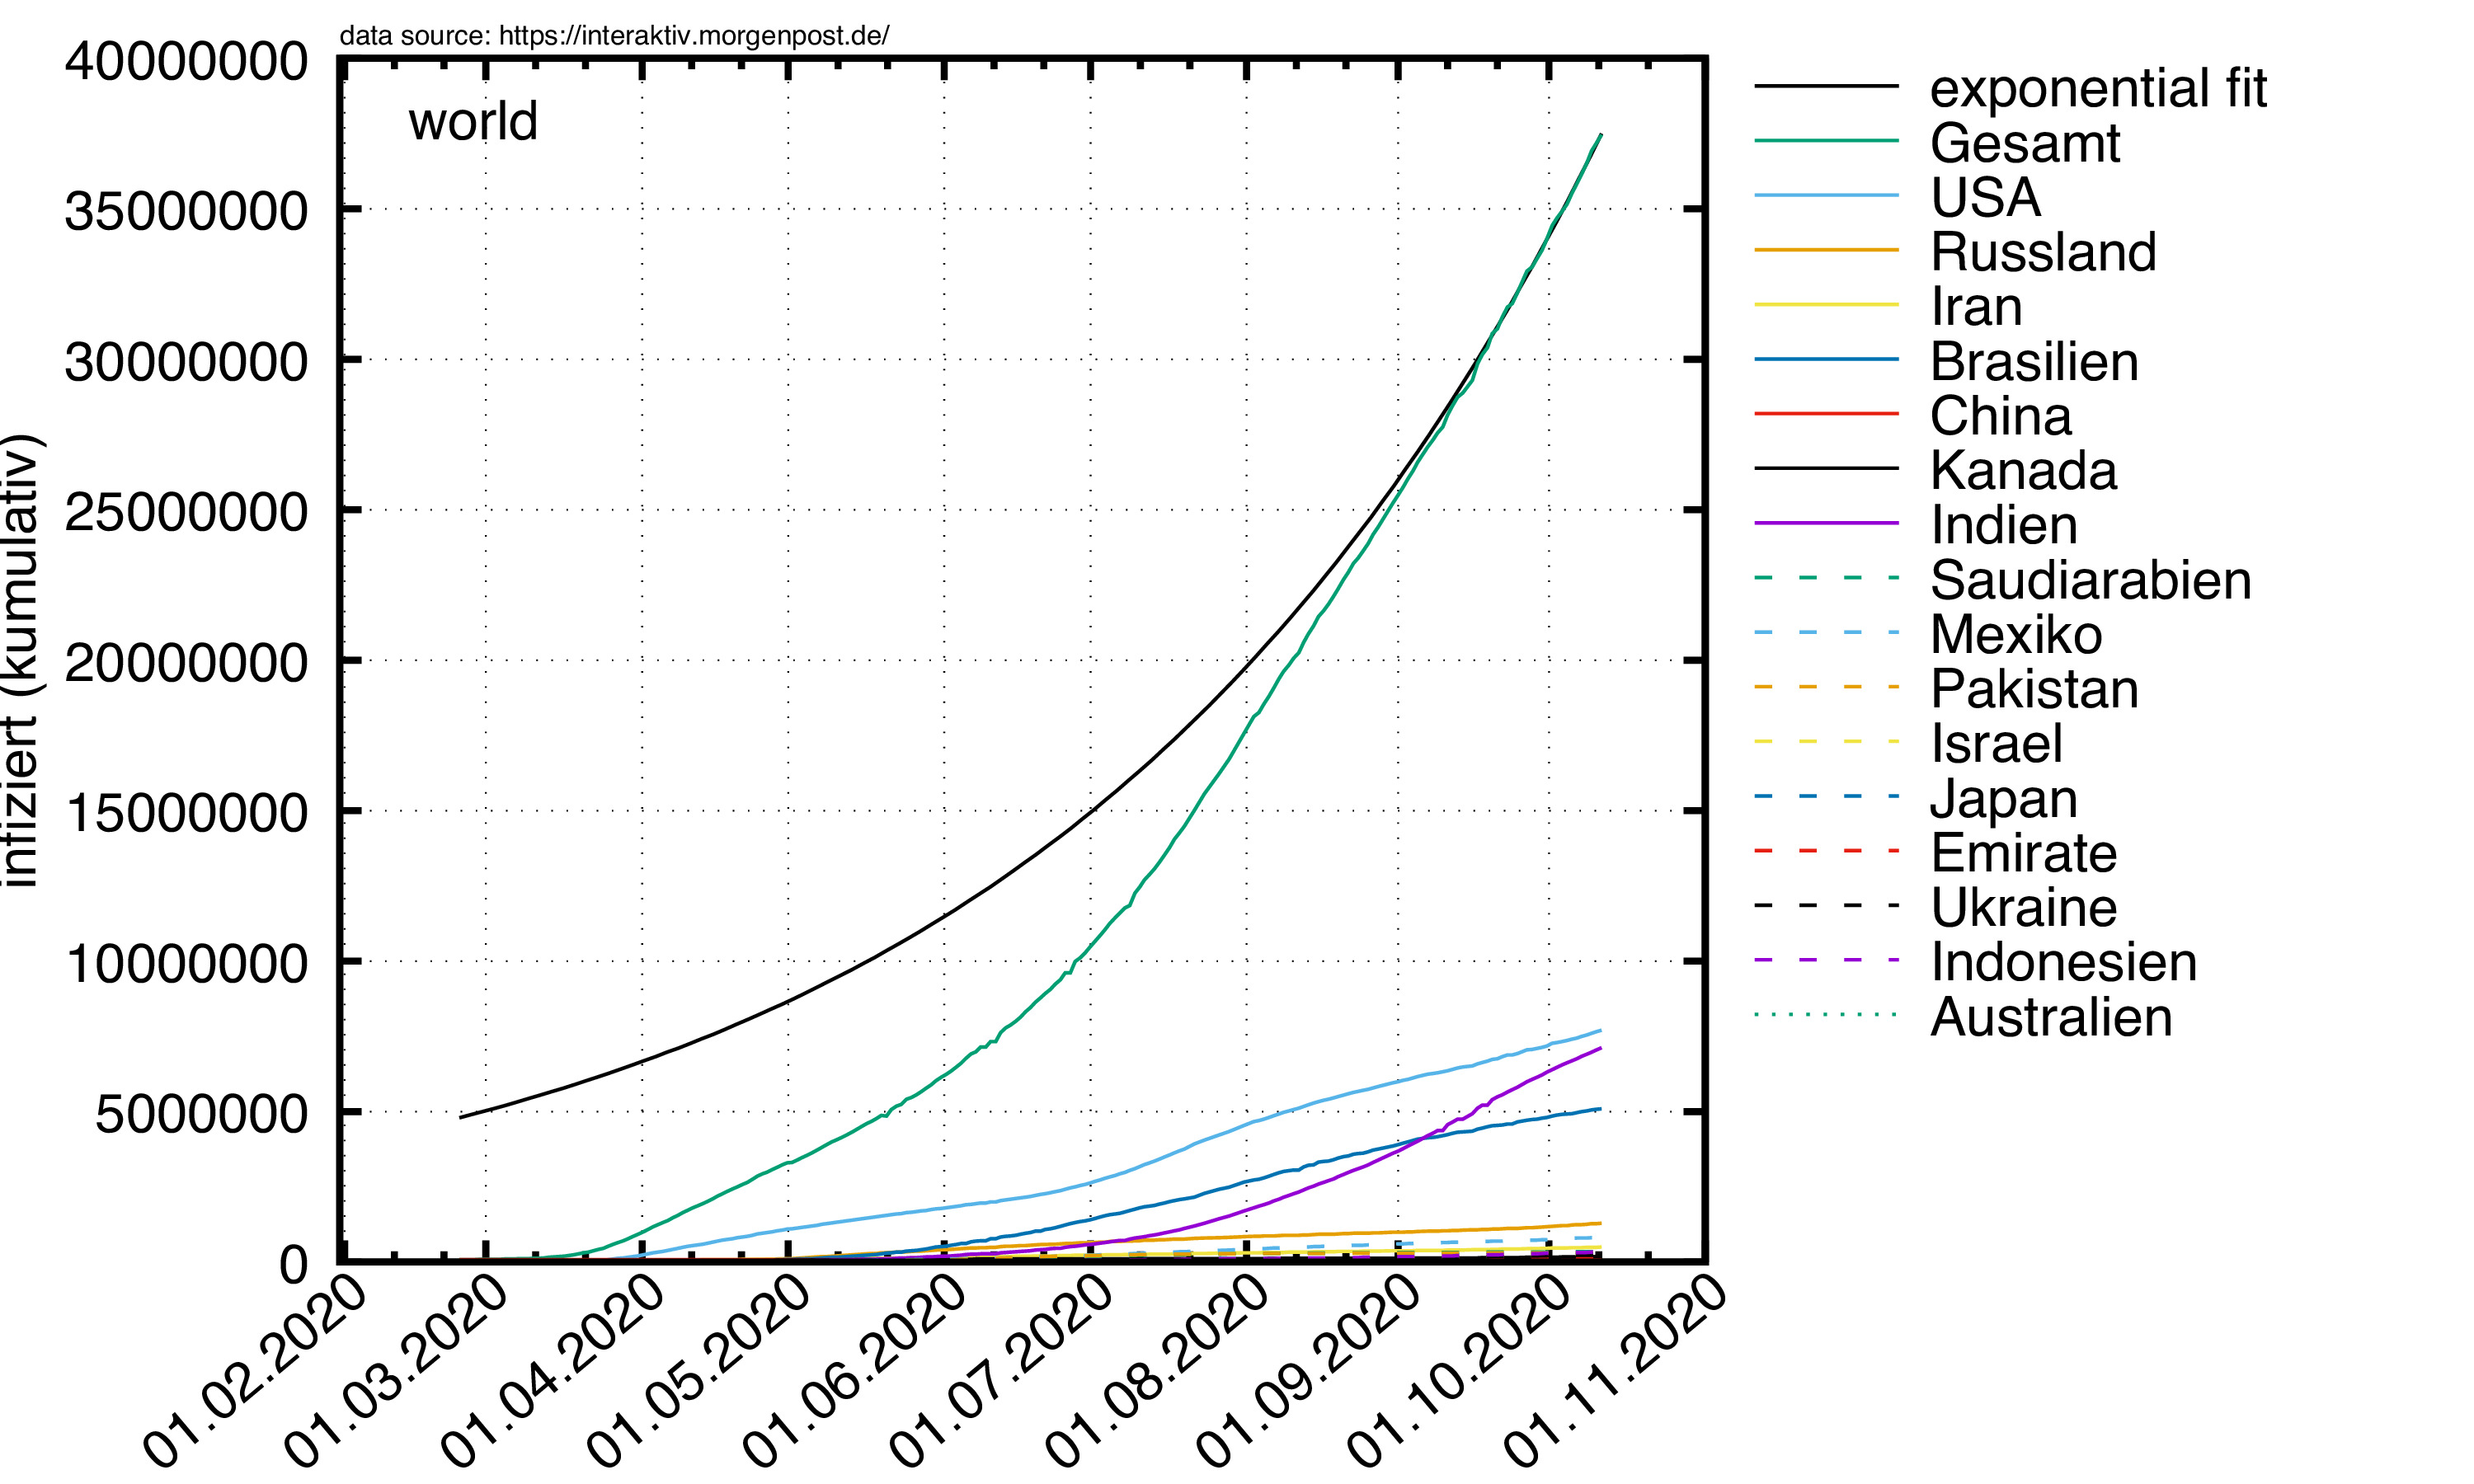 data source: https://interaktiv.morgenpost.de/
world
infiziert (kumulativ)
40000000
35000000
30000000
25000000
20000000
15000000
10000000
5000000
0
01.02.2020
01.03.2020
01.04.2020
01.05.2020
01.06.2020
01.07.2020
01.08.2020
01.09.2020
01.10.2020
01.11.2020
exponential fit
Gesamt
USA
Russland
Iran
Brasilien
China
Kanada
Indien
Saudiarabien
Mexiko
Pakistan
Israel
Japan
Emirate
Ukraine
Indonesien
Australien